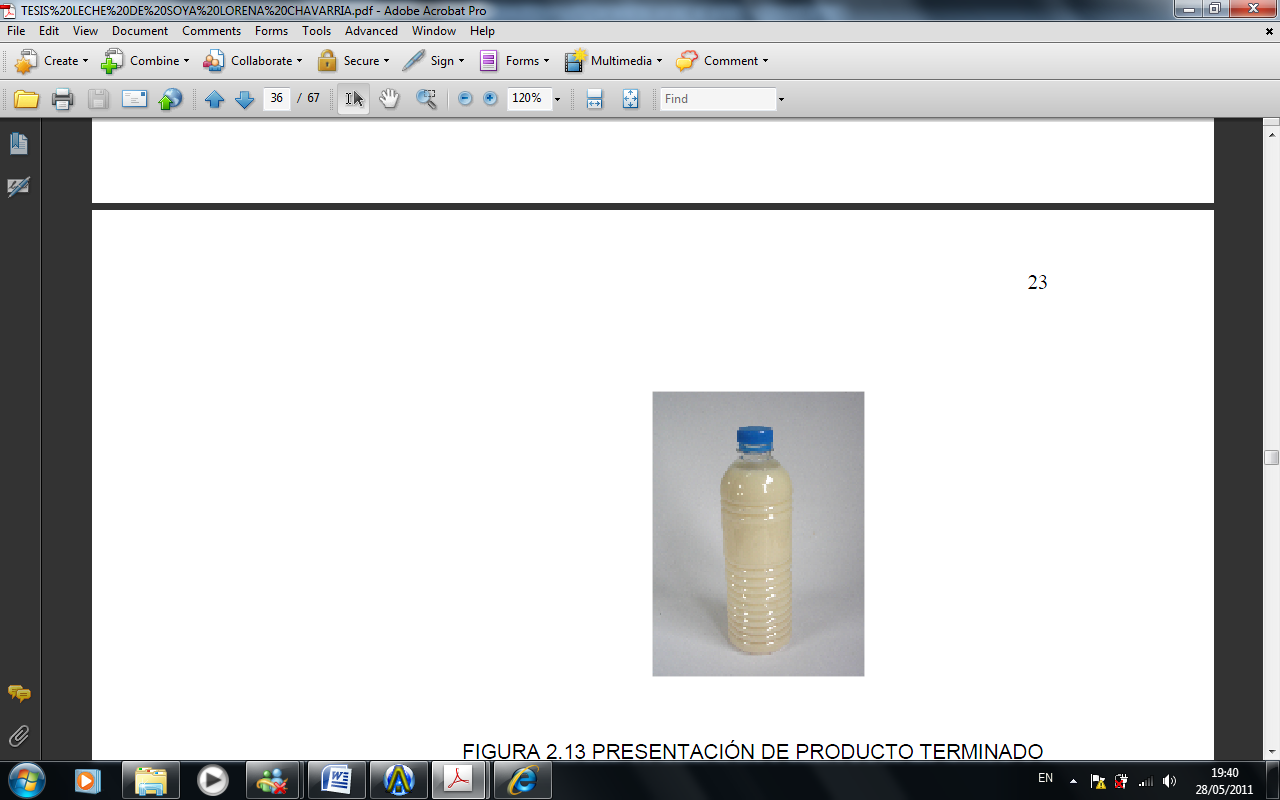 TESIS%20LECHE%20DE%20SOYA%20LORENA%20CHAVARRIA.pdf - Adobe Acrobat Pro
File Edit View Document Comments Forms Tools Advanced Window Help
Create Combine Collaborate Secure Sign Forms Multimedia Comment
36 / 67 120% Find
23
FIGURA 2.13 PRESENTACIÓN DE PRODUCTO TERMINADO
EN 19:40
28/05/2011